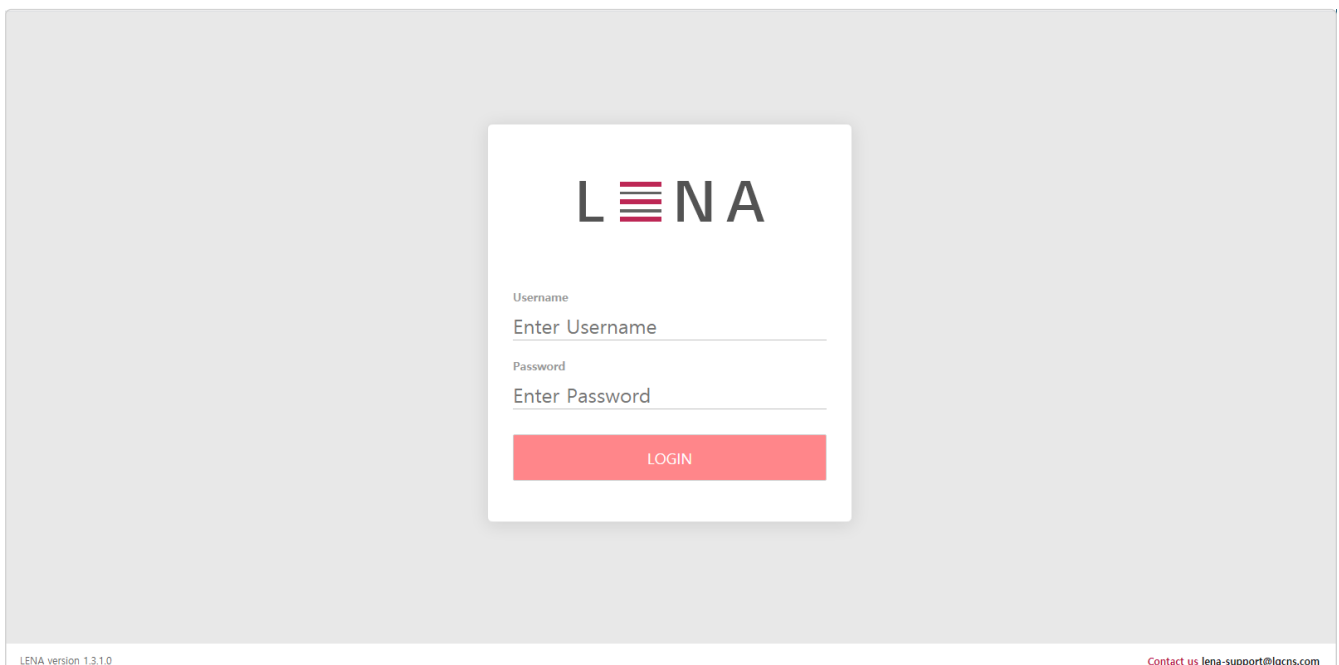 LENA
Username
Enter Username
Password
Enter Password
LOGIN
LENA version 1.3.1.0
Contact us lena-support@lgcns.com